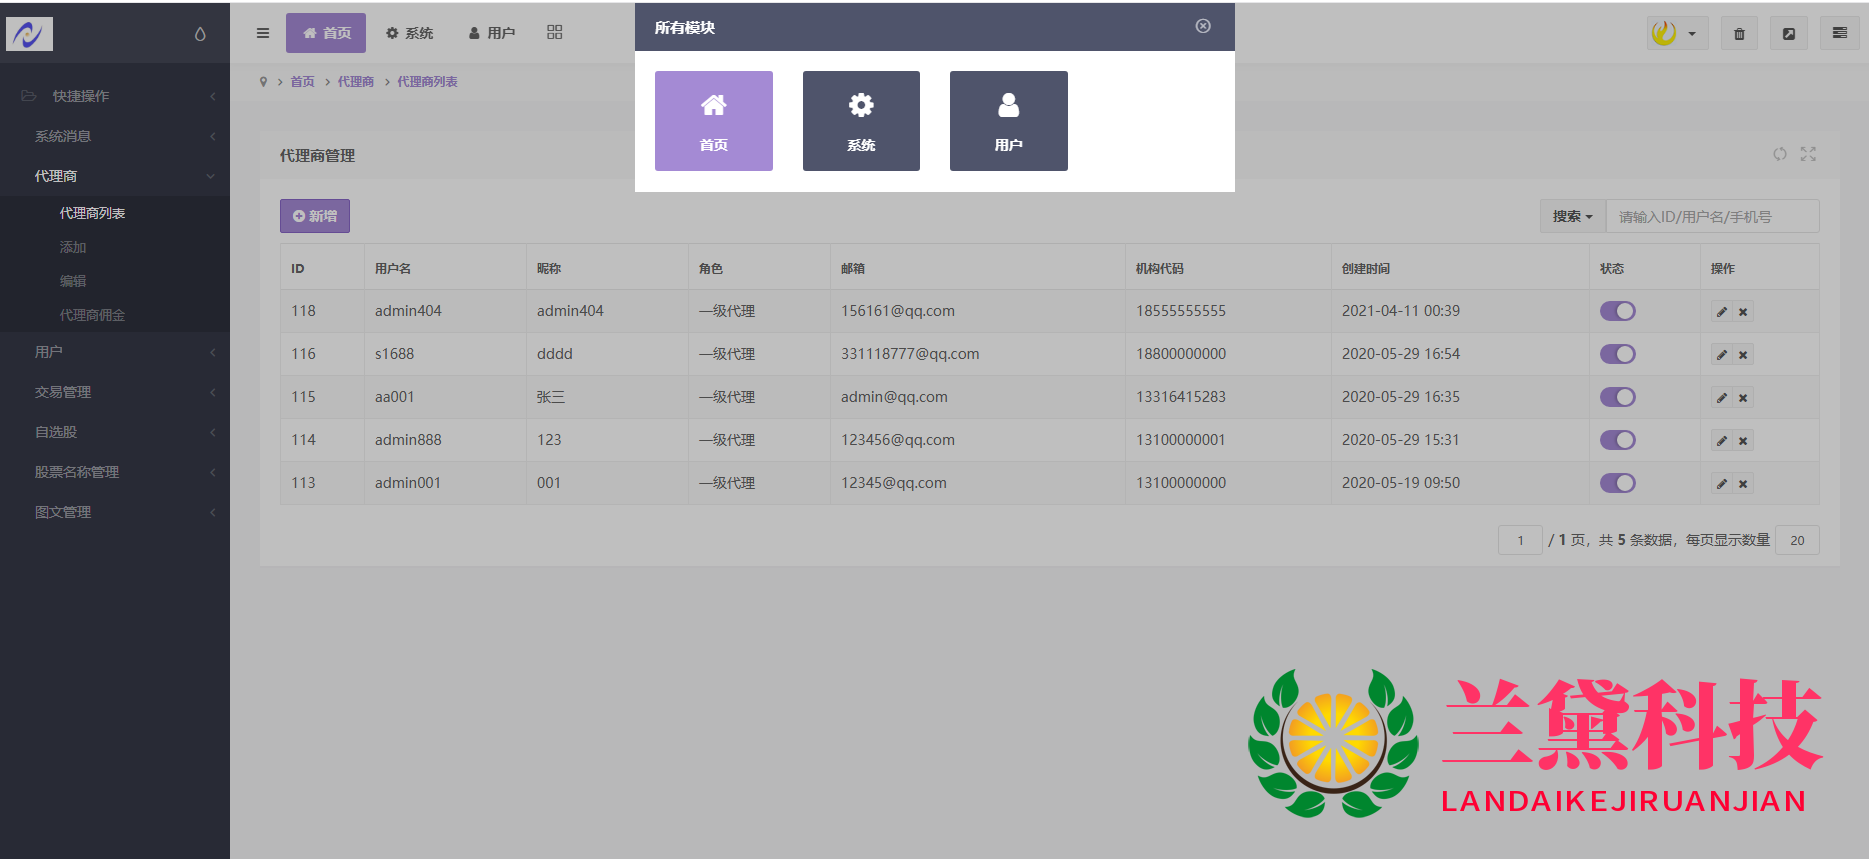 首页
系统
用户
所有模块
首页
系统
用户
快捷操作
系统消息
代理商
代理商列表
添加
编辑
代理商佣金
用户
交易管理
自选股
股票名称管理
图文管理
首页 代理商 代理商列表
代理商管理
新增
搜索 请输入ID/用户名/手机号
ID 用户名 昵称 角色 邮箱 机构代码 创建时间 状态 操作
118 admin404 admin404 一级代理 156161@qq.com 18555555555 2021-04-11 00:39
116 s1688 dddd 一级代理 331118777@qq.com 18800000000 2020-05-29 16:54
115 aa001 张三 一级代理 admin@qq.com 13316415283 2020-05-29 16:35
114 admin888 123 一级代理 123456@qq.com 13100000001 2020-05-29 15:31
113 admin001 001 一级代理 12345@qq.com 13100000000 2020-05-19 09:50
1 / 1 页，共 5 条数据，每页显示数量 20
兰黛科技
LANDAIKEJIRUANJIAN